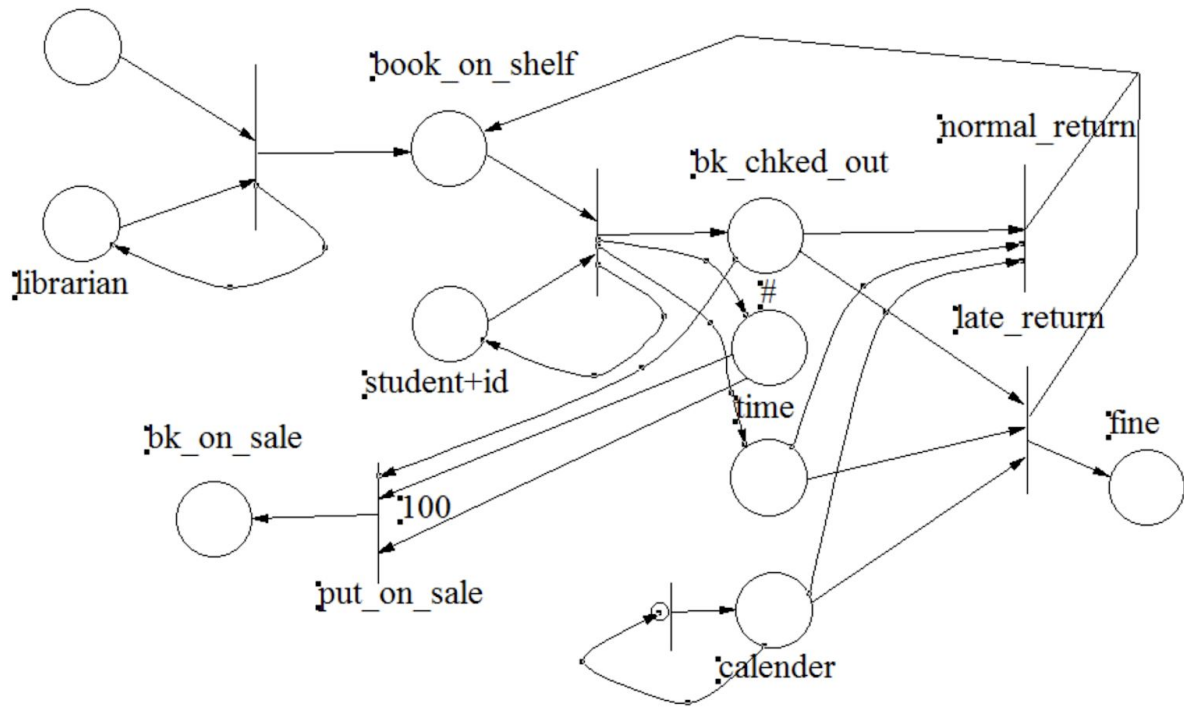 book_on_shelf
normal_return
bk_chked_out
librarian
#
late_return
student+id
time
bk_on_sale
fine
100
put_on_sale
calender